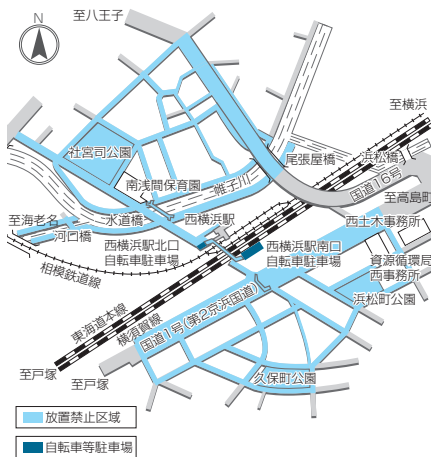 N
至八王子
至横浜
社宮司公園
尾張屋橋
浜松橋
南浅間保育園
帷子川
国道16号
至高島町
至海老名
水道橋
西横浜駅
西土木事務所
河口橋
西横浜駅北口
自転車駐車場
西横浜駅南口
自転車駐車場
資源循環局
西事務所
相模鉄道線
浜松町公園
東海道本線
横須賀線
国道1号(第2京浜国道)
至戸塚
至戸塚
久保町公園
放置禁止区域
自転車等駐車場